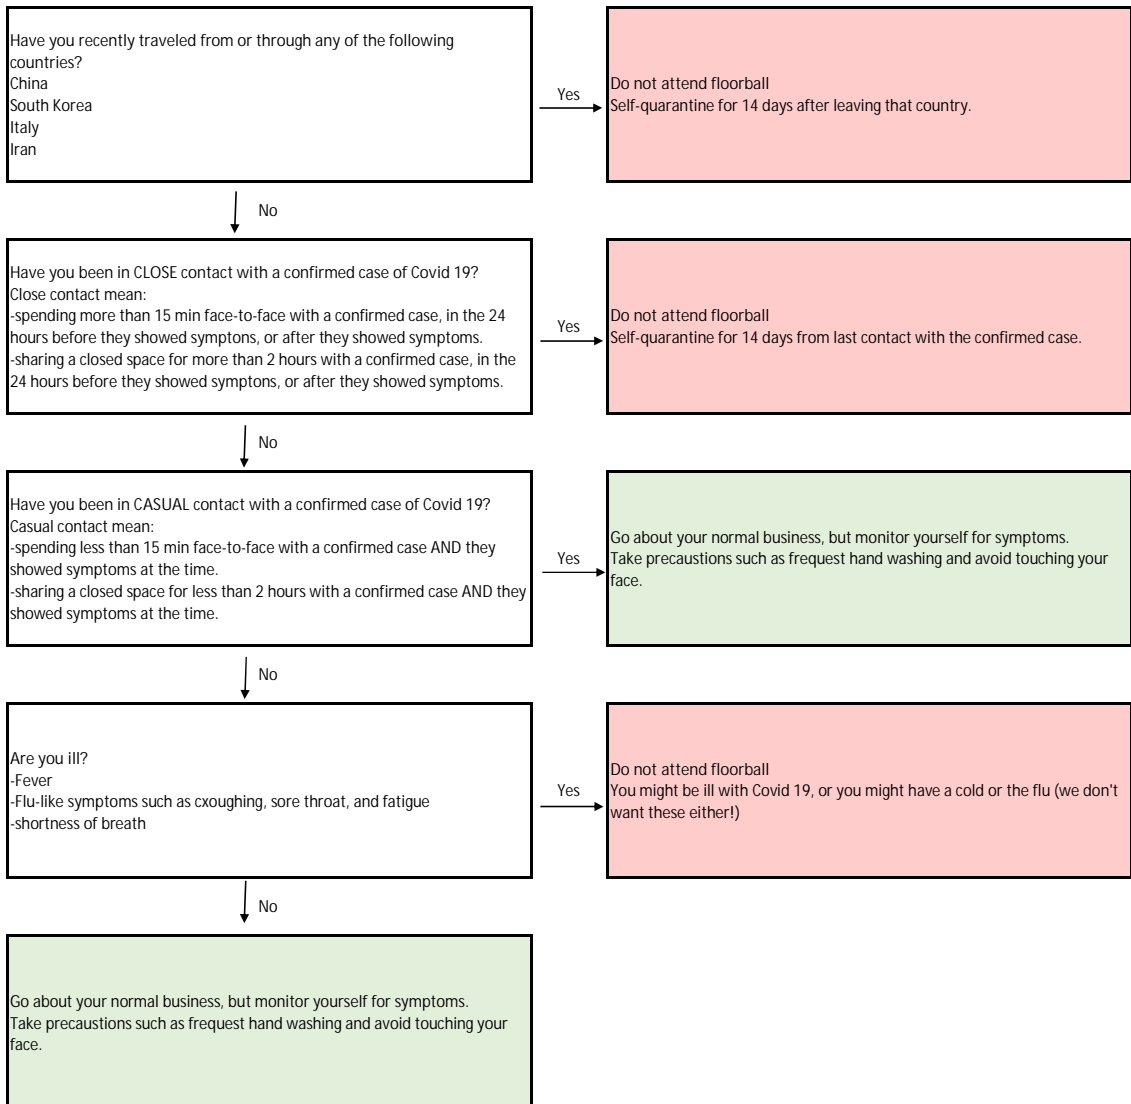 Have you recently traveled from or through any of the following
countries?
China
South Korea
Italy
Iran
Yes
Do not attend floorball
Self-quarantine for 14 days after leaving that country.
No
Have you been in CLOSE contact with a confirmed case of Covid 19?
Close contact mean:
-spending more than 15 min face-to-face with a confirmed case, in the 24
hours before they showed symptons, or after they showed symptoms.
-sharing a closed space for more than 2 hours with a confirmed case, in the
24 hours before they showed symptons, or after they showed symptoms.
Yes
Do not attend floorball
Self-quarantine for 14 days from last contact with the confirmed case.
No
Have you been in CASUAL contact with a confirmed case of Covid 19?
Casual contact mean:
-spending less than 15 min face-to-face with a confirmed case AND they
showed symptoms at the time.
-sharing a closed space for less than 2 hours with a confirmed case AND they
showed symptoms at the time.
Yes
Go about your normal business, but monitor yourself for symptoms.
Take precaustions such as frequest hand washing and avoid touching your
face.
No
Are you ill?
-Fever
-Flu-like symptoms such as cxoughing, sore throat, and fatigue
-shortness of breath
Yes
Do not attend floorball
You might be ill with Covid 19, or you might have a cold or the flu (we don't
want these either!)
No
Go about your normal business, but monitor yourself for symptoms.
Take precaustions such as frequest hand washing and avoid touching your
face.